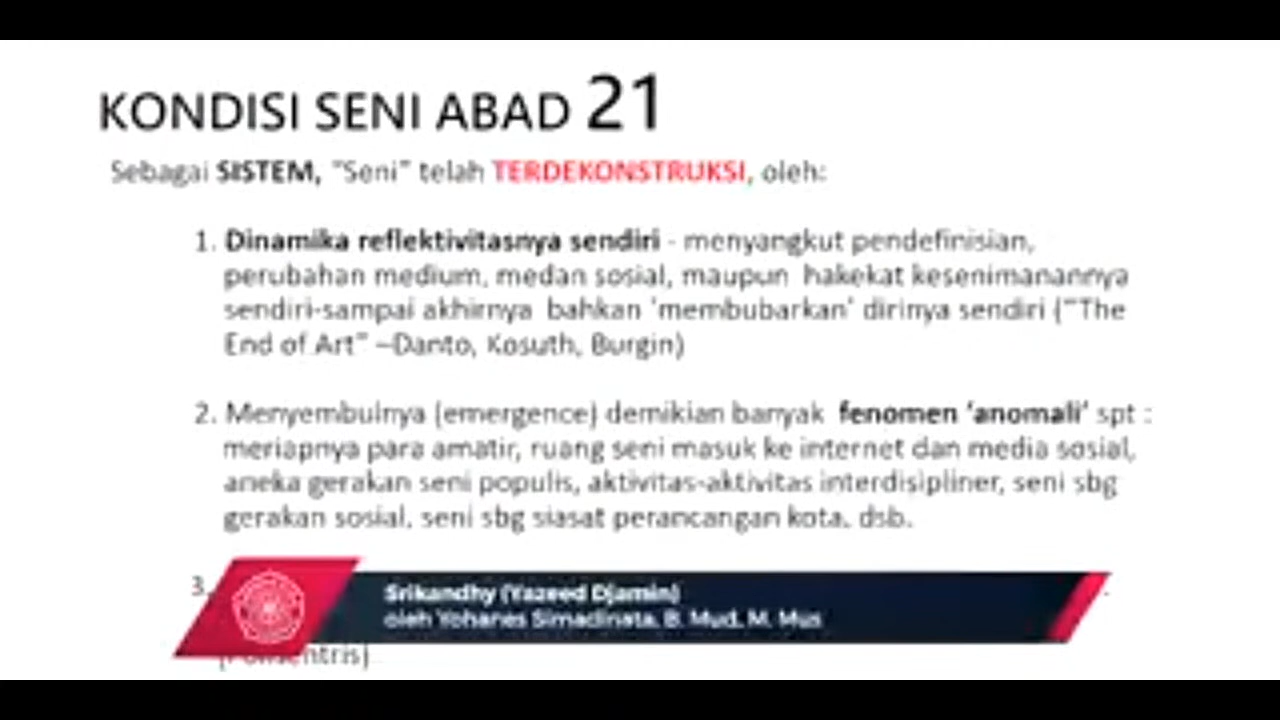 KONDISI SENI ABAD 21
Sebagai SISTEM, "Seni" telah TERDEKONSTRUKSI, oleh:
1. Dinamika reflektivitasnya sendiri - menyangkut pendefinisian,
perubahan medium, medan sosial, maupun hakekat kesenimanannya
sendiri-sampai akhirnya bahkan 'membubarkan' dirinya sendiri ("The
End of Art" –Danto, Kosuth, Burgin)
2. Menyembulnya (emergence) demikian banyak fenomen 'anomali' spt :
meriapnya para amatir, ruang seni masuk ke internet dan media sosial,
aneka gerakan seni populis, aktivitas-aktivitas interdisipliner, seni sbg
gerakan sosial, seni sbg siasat perancangan kota, dsb.
3.
Srikandhy (Yazeed Djamin)
oleh Yohanes Simadinata, B. Mud, M. Mus